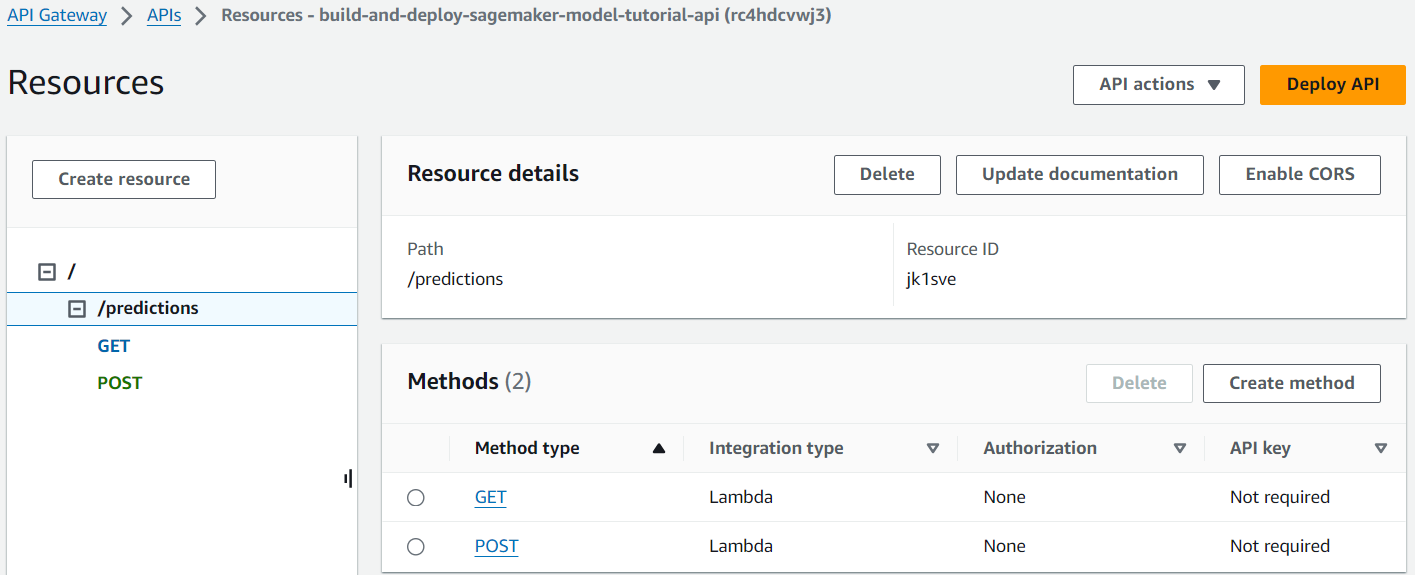 API Gateway > APIs > Resources - build-and-deploy-sagemaker-model-tutorial-api (rc4hdcvwj3)
Resources
API actions ▼
Deploy API
Create resource
/
/predictions
GET
POST
Resource details
Delete
Update documentation
Enable CORS
Path
/predictions
Resource ID
jk1sve
Methods (2)
Delete
Create method
Method type Integration type Authorization API key
GET Lambda None Not required
POST Lambda None Not required